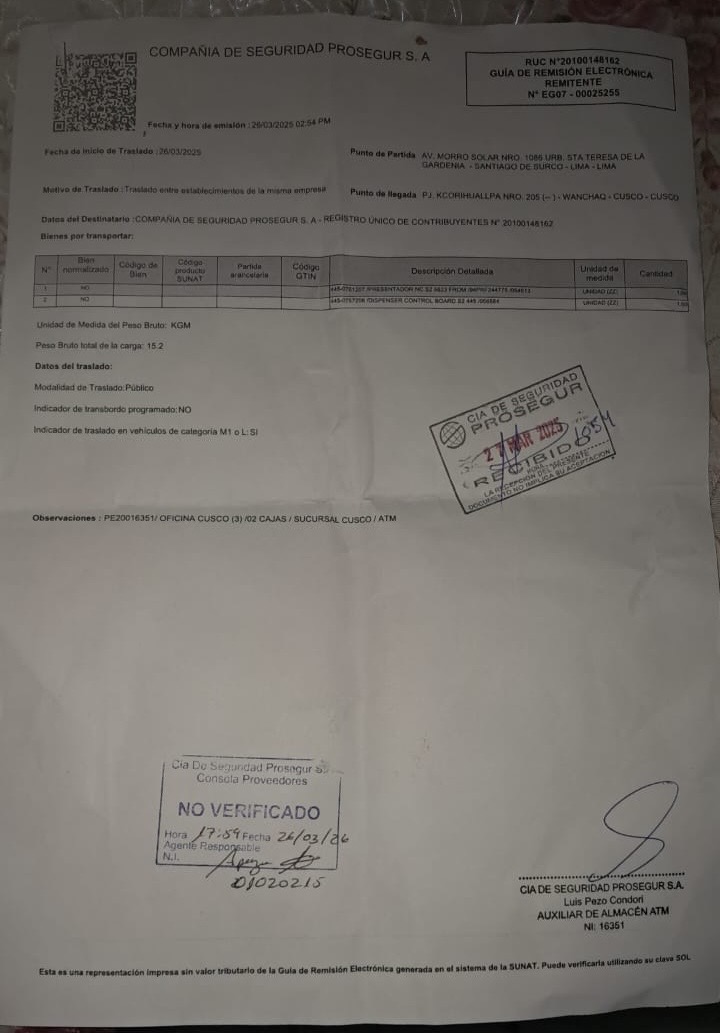 COMPAÑIA DE SEGURIDAD PROSEGUR S. A
RUC N°20100148162
GUÍA DE REMISIÓN ELECTRÓNICA
REMITENTE
N° EG07 - 00025255
Fecha y hora de emisión : 26/03/2025 02:54 PM
Fecha de Inicio de Traslado : 26/03/2025
Punto de Partida AV. MORRO SOLAR NRO. 1086 URB. STA TERESA DE LA
GARDENIA - SANTIAGO DE SURCO - LIMA - LIMA
Motivo de Traslado : Traslado entre establecimientos de la misma empresa
Punto de llegada PJ. KCORIHUALLPA NRO. 205 (--) - WANCHAQ - CUSCO - CUSCO
Datos del Destinatario : COMPAÑIA DE SEGURIDAD PROSEGUR S. A - REGISTRO ÚNICO DE CONTRIBUYENTES N° 20100148162
Bienes por transportar:
N° Bien normalizado Código de Bien Código producto SUNAT Partida arancelaria Código GTIN Descripción Detallada Unidad de medida Cantidad
1 NO UNIDAD (ZZ)
2 NO DISPENSER CONTROL BOARD S2 UNIDAD (ZZ)
Unidad de Medida del Peso Bruto: KGM
Peso Bruto total de la carga: 15.2
Datos del traslado:
Modalidad de Traslado: Público
Indicador de transbordo programado: NO
Indicador de traslado en vehículos de categoría M1 o L: SI
CIA DE SEGURIDAD
PROSEGUR
27 MAR 2025
RECIBIDO
LA RECEPCIÓN DEL PRESENTE
DOCUMENTO NO IMPLICA SU ACEPTACIÓN
Observaciones : PE20016351/ OFICINA CUSCO (3) /02 CAJAS / SUCURSAL CUSCO / ATM
Cia De Seguridad Prosegur S
Consola Proveedores
NO VERIFICADO
Hora 17:59 Fecha 26/03/26
Agente Responsable
N.I.
01020215
CIA DE SEGURIDAD PROSEGUR S.A.
Luis Pezo Condori
AUXILIAR DE ALMACÉN ATM
NI: 16351
Esta es una representación impresa sin valor tributario de la Guía de Remisión Electrónica generada en el sistema de la SUNAT. Puede verificarla utilizando su clave SOL